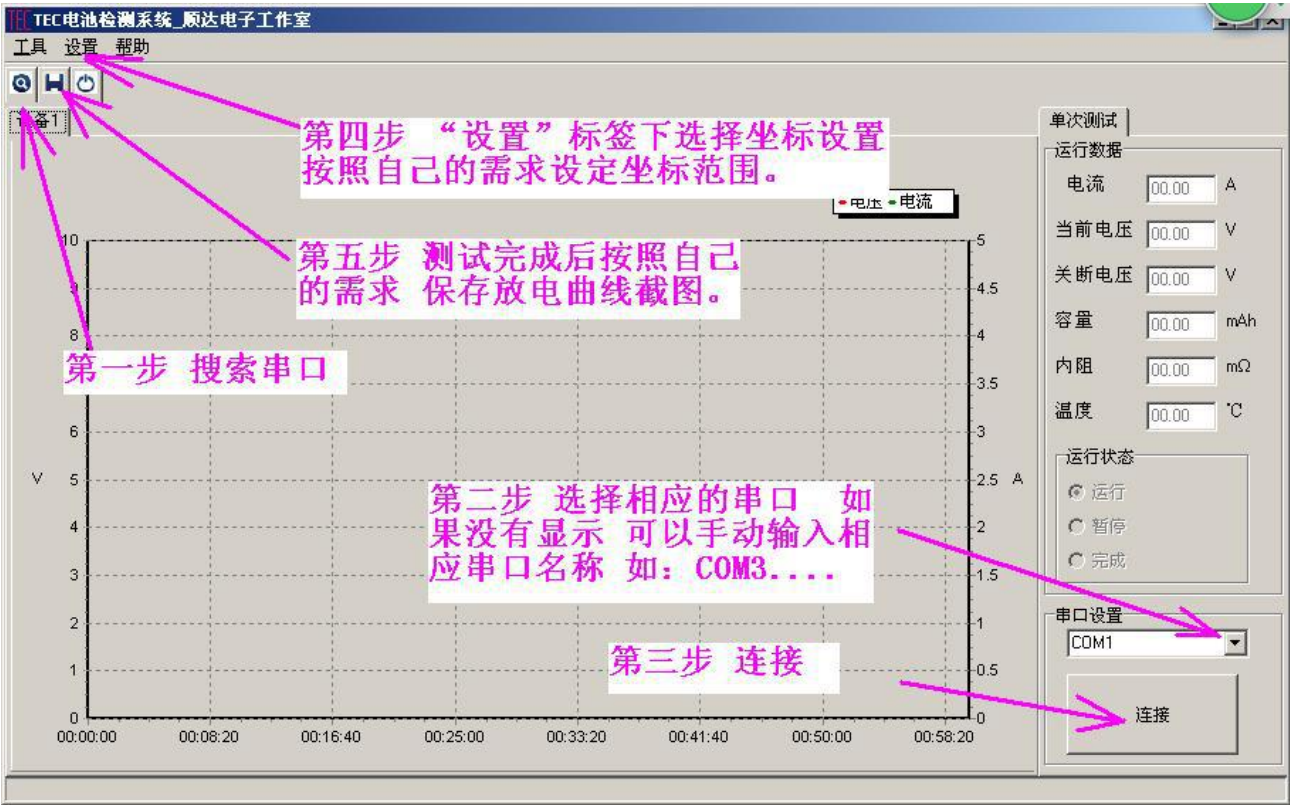 TEC TEC电池检测系统_顾达电子工作室
工具 设置 帮助
设备1
第四步 “设置”标签下选择坐标设置
按照自己的需求设定坐标范围。
电压 电流
第五步 测试完成后按照自己
的需求 保存放电曲线截图。
第一步 搜索串口
第二步 选择相应的串口 如
果没有显示 可以手动输入相
应串口名称 如：COM3....
第三步 连接
10
9
8
6
V 5
4
3
2
1
0
5
4.5
4
3.5
3
2.5 A
2
1.5
1
0.5
0
00:00:00 00:08:20 00:16:40 00:25:00 00:33:20 00:41:40 00:50:00 00:58:20
单次测试
运行数据
电流 00.00 A
当前电压 00.00 V
关断电压 00.00 V
容量 00.00 mAh
内阻 00.00 mΩ
温度 00.00 ℃
运行状态
运行
暂停
完成
串口设置
COM1
连接